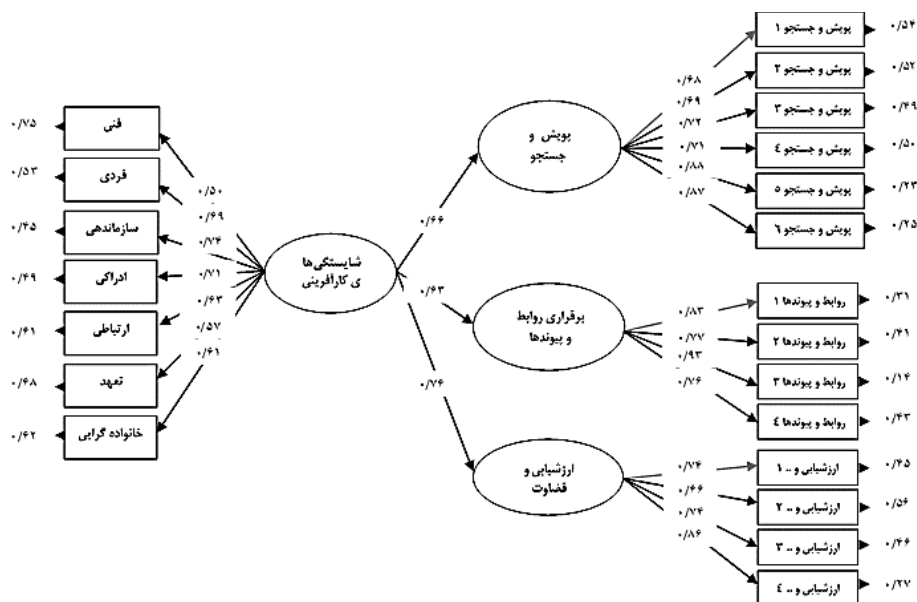 پویش و جستجو ۱
۰/۵۴
پویش و جستجو ۲
۰/۵۲
پویش و جستجو ۳
۰/۴۹
پویش و جستجو ٤
۰/۵۰
پویش و جستجو ٥
۰/۲۳
پویش و جستجو ٦
۰/۲۵
۰/۶۸
۰/۶۹
۰/۷۲
۰/۷۱
۰/۸۸
۰/۸۷
پویش و
جستجو
فنی
۰/۷۵
فردی
۰/۵۳
سازماندهی
۰/۴۵
ادراکی
۰/۴۹
ارتباطی
۰/۶۱
تعهد
۰/۶۸
خانواده گرایی
۰/۶۲
۰/۵۰
۰/۶۹
۰/۷۴
۰/۷۱
۰/۶۳
۰/۵۷
۰/۶۱
شایستگی‌ها
ی کارآفرینی
۰/۶۶
۰/۶۳
۰/۷۶
برقراری روابط
و پیوندها
۰/۸۳
۰/۷۷
۰/۹۳
۰/۷۶
روابط و پیوندها ۱
۰/۳۱
روابط و پیوندها ۲
۰/۴۱
روابط و پیوندها ۳
۰/۱۴
روابط و پیوندها ٤
۰/۴۳
ارزشیابی و
قضاوت
۰/۷۴
۰/۶۶
۰/۷۴
۰/۸۶
ارزشیابی و .. ۱
۰/۴۵
ارزشیابی و .. ۲
۰/۵۶
ارزشیابی و .. ۳
۰/۴۶
ارزشیابی و .. ٤
۰/۲۷